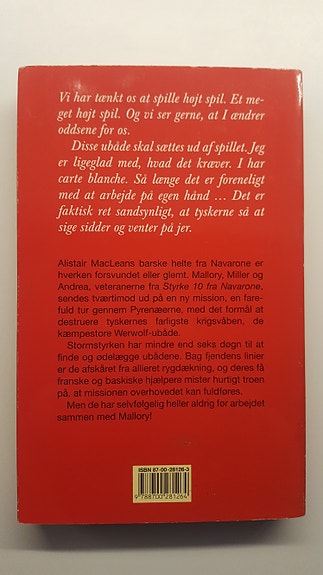 Vi har tænkt os at spille højt spil. Et me-
get højt spil. Og vi ser gerne, at I ændrer
oddsene for os.
Disse ubåde skal sættes ud af spillet. Jeg
er ligeglad med, hvad det kræver. I har
carte blanche. Så længe det er foreneligt
med at arbejde på egen hånd ... Det er
faktisk ret sandsynligt, at tyskerne så at
sige sidder og venter på jer.
Alistair MacLeans barske helte fra Navarone er
hverken forsvundet eller glemt. Mallory, Miller og
Andrea, veteranerne fra Styrke 10 fra Navarone,
sendes tværtimod ud på en ny mission, en fare-
fuld tur gennem Pyrenæerne, med det formål at
destruere tyskernes farligste krigsvåben, de
kæmpestore Werwolf-ubåde.
Stormstyrken har mindre end seks døgn til at
finde og ødelægge ubådene. Bag fjendens linier
er de afskåret fra allieret rygdækning, og deres få
franske og baskiske hjælpere mister hurtigt troen
på, at missionen overhovedet kan fuldføres.
Men de har selvfølgelig heller aldrig før arbejdet
sammen med Mallory!
ISBN 87-00-28126-3
9 788700 281264